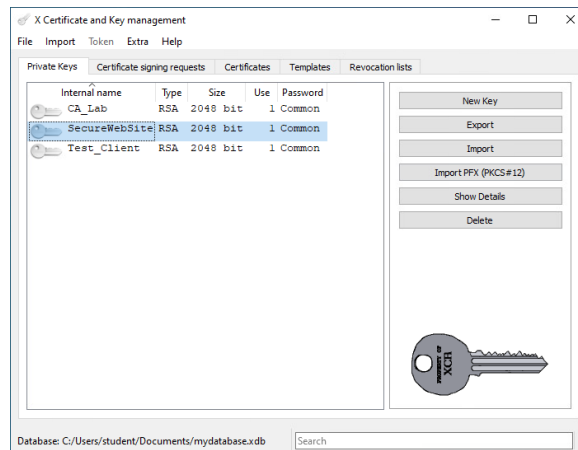 X Certificate and Key management
File Import Token Extra Help
Private Keys Certificate signing requests Certificates Templates Revocation lists
Internal name Type Size Use Password
CA_Lab RSA 2048 bit 1 Common
SecureWebSite RSA 2048 bit 1 Common
Test_Client RSA 2048 bit 1 Common
New Key
Export
Import
Import PFX (PKCS#12)
Show Details
Delete
PROPERTY OF
XCB
Database: C:/Users/student/Documents/mydatabase.xdb
Search